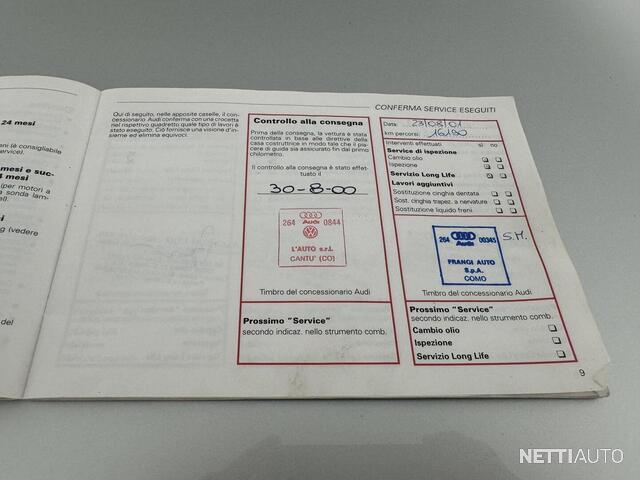 24 mesi
ni (è consigliabile
ervice).
mesi e suc-
4 mesi
(per motori a
a sonda lam-
el).
ni
g (vedere
dei
CONFERMA SERVICE ESEGUITI
Qui di seguito, nelle apposite caselle, il con-
cessionario Audi conferma con una crocetta
nel rispettivo quadretto quale tipo di lavori è
stato eseguito. Ciò fornisce una visione d'in-
sieme ed elimina equivoci.
Controllo alla consegna
Prima della consegna, la vettura è stata
controllata in base alle direttive della
casa costruttrice in modo tale che il pia-
cere di guida sia assicurato fin dal primo
chilometro.
Il controllo alla consegna è stato effet-
tuato il
30-8-00
264 Audi 0844
L'AUTO s.r.l.
CANTU' (CO)
Timbro del concessionario Audi
Prossimo "Service"
secondo indicaz. nello strumento comb.
Data: 23/08/01
km percorsi: 16190
Interventi effettuati sì no
Service di ispezione
Cambio olio
Ispezione
Servizio Long Life
Lavori aggiuntivi
Sostituzione cinghia dentata
Sost. cinghia trapez. a nervature
Sostituzione liquido freni
264 Audi 00345
FRANGI AUTO
S.p.A.
COMO
S.M.
Timbro del concessionario Audi
Prossimo "Service"
secondo indicaz. nello strumento comb.
Cambio olio
Ispezione
Servizio Long Life
9
NETTIAUTO